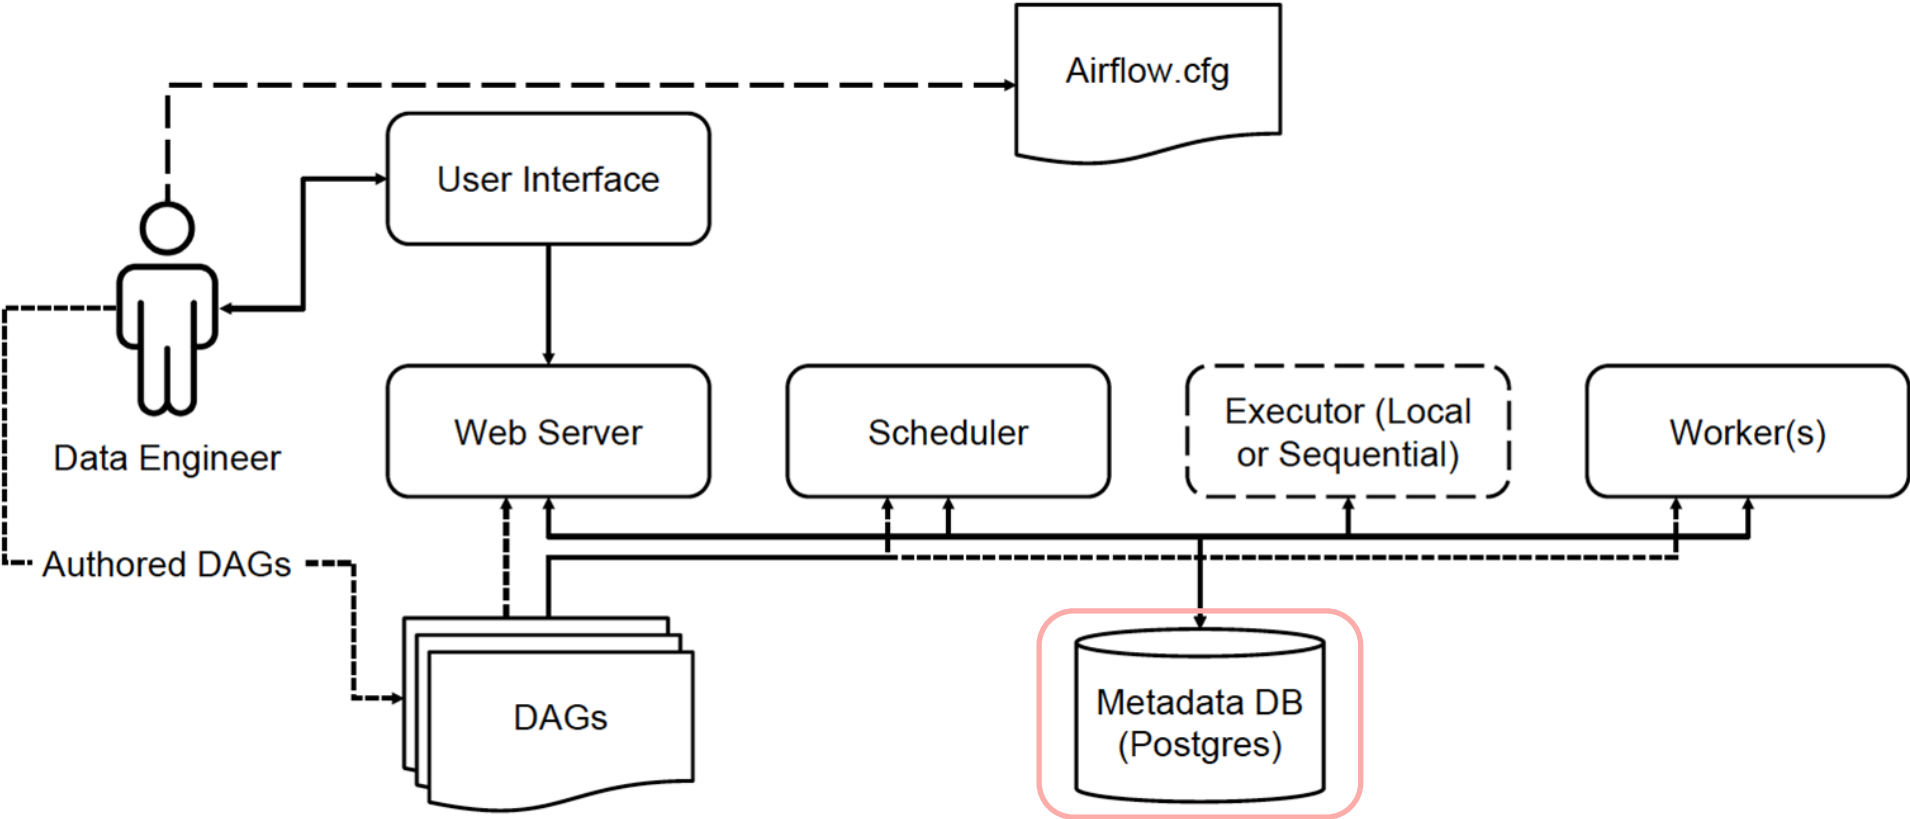 Airflow.cfg
User Interface
Web Server
Scheduler
Executor (Local
or Sequential)
Worker(s)
Data Engineer
Authored DAGs
DAGs
Metadata DB
(Postgres)